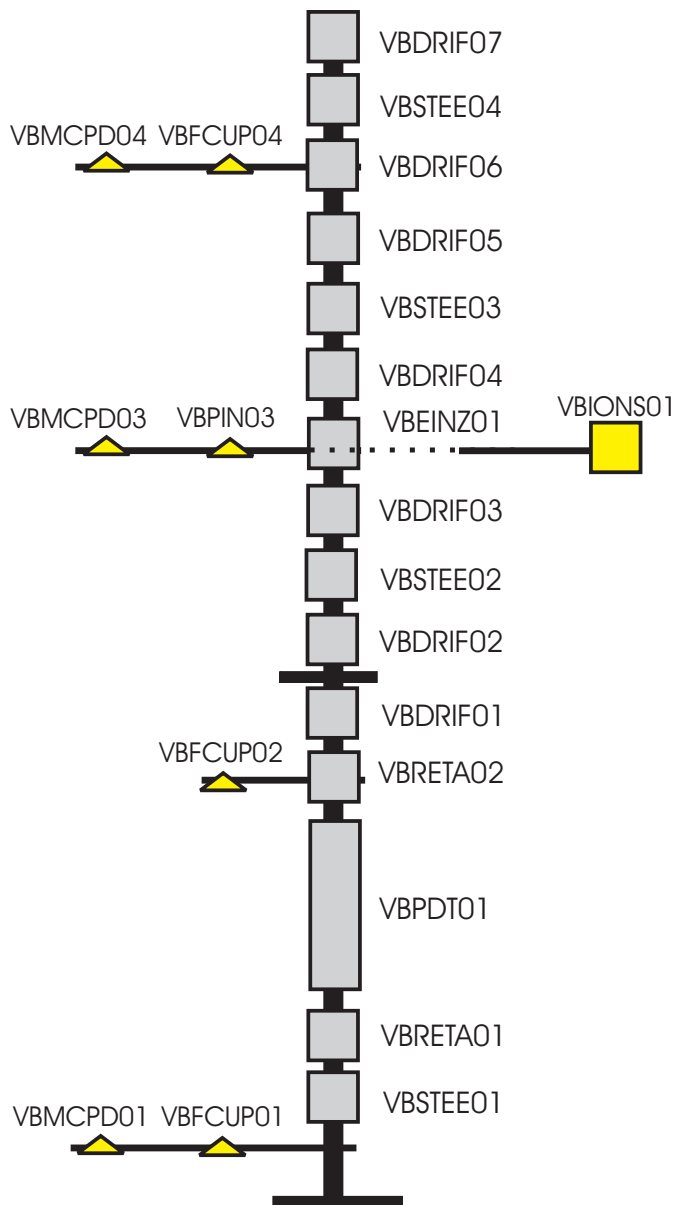 VBDRIF07
VBSTEE04
VBMCPD04 VBFCUP04
VBDRIF06
VBDRIF05
VBSTEE03
VBDRIF04
VBMCPD03 VBPIN03 VBEINZ01 VBIONS01
VBDRIF03
VBSTEE02
VBDRIF02
VBDRIF01
VBFCUP02
VBRETA02
VBPDT01
VBRETA01
VBSTEE01
VBMCPD01 VBFCUP01